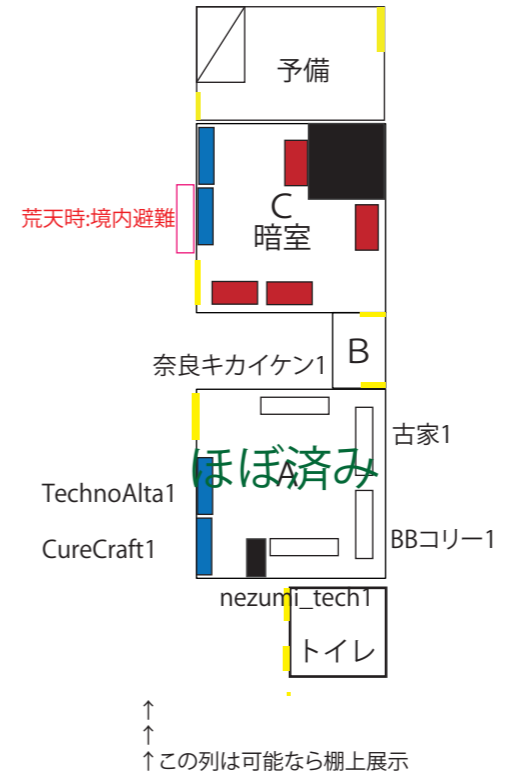 予備
C
暗室
荒天時:境内避難
B
奈良キカイケン1
古家1
ほぼ済み
A
TechnoAlta1
CureCraft1
BBコリー1
nezumi_tech1
トイレ
↑
↑
↑この列は可能なら棚上展示